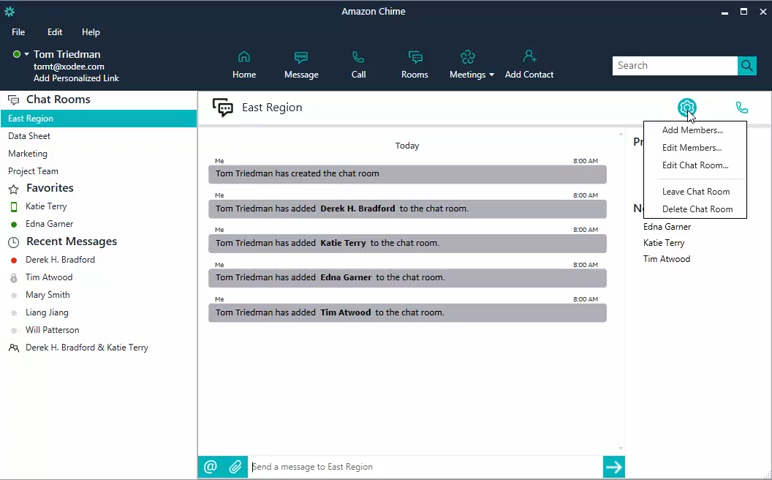 Amazon Chime
File Edit Help
Tom Triedman
tomt@xodee.com
Add Personalized Link
Home Message Call Rooms Meetings Add Contact
Search
Chat Rooms
East Region
Data Sheet
Marketing
Project Team
Favorites
Katie Terry
Edna Garner
Recent Messages
Derek H. Bradford
Tim Atwood
Mary Smith
Liang Jiang
Will Patterson
Derek H. Bradford & Katie Terry
East Region
Today
Me 8:00 AM
Tom Triedman has created the chat room
Me 8:00 AM
Tom Triedman has added Derek H. Bradford to the chat room.
Me 8:00 AM
Tom Triedman has added Katie Terry to the chat room.
Me 8:00 AM
Tom Triedman has added Edna Garner to the chat room.
Me 8:00 AM
Tom Triedman has added Tim Atwood to the chat room.
@ Send a message to East Region
Add Members...
Edit Members...
Edit Chat Room...
Leave Chat Room
Delete Chat Room
Edna Garner
Katie Terry
Tim Atwood